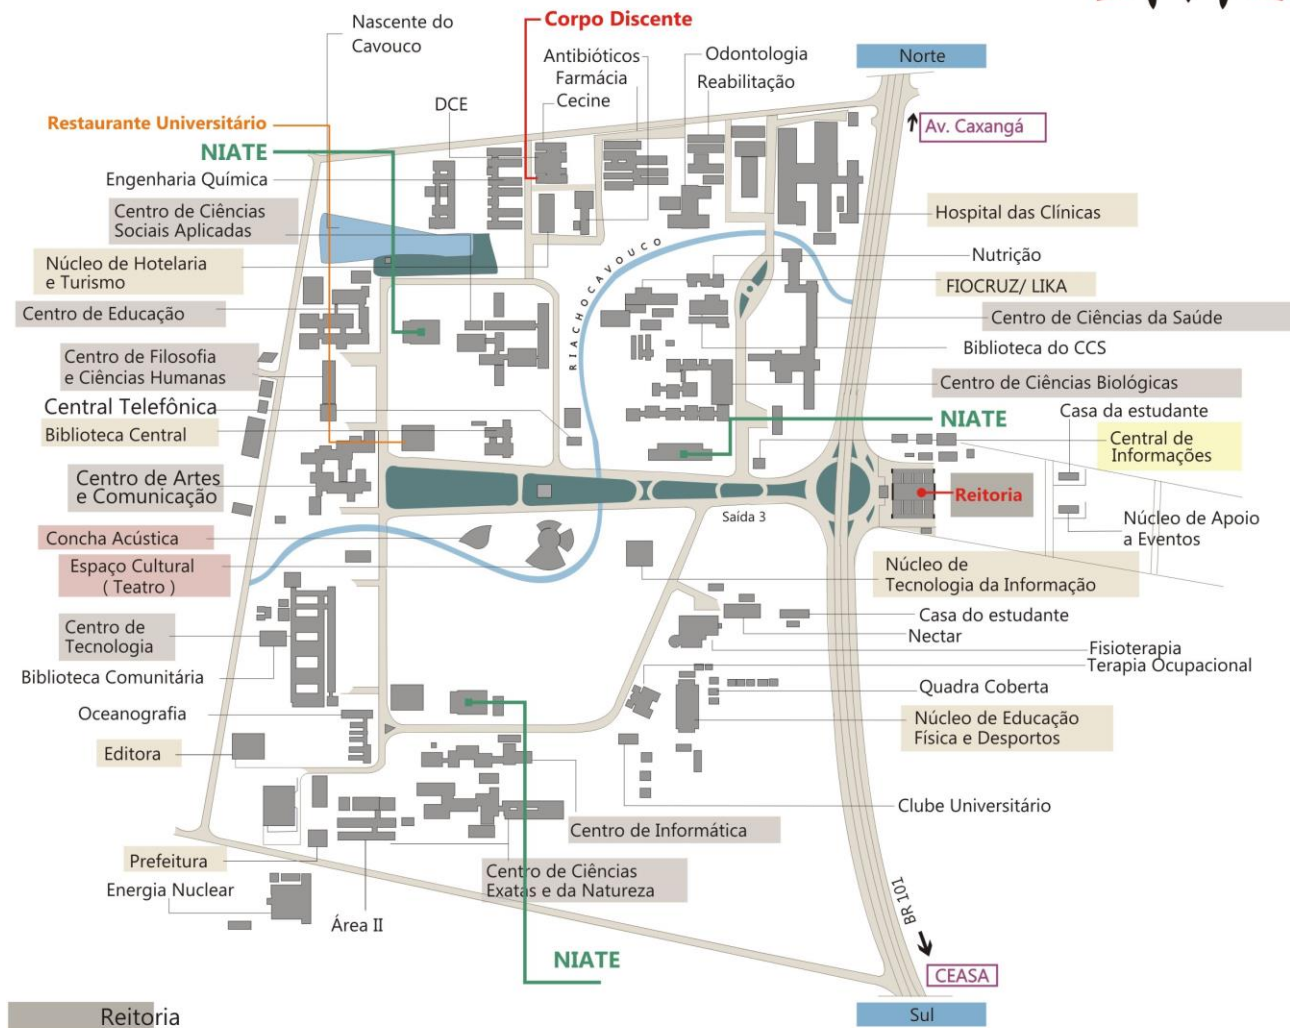 Nascente do
Cavouco
Corpo Discente
Antibióticos
Farmácia
Cecine
Odontologia
Reabilitação
Norte
Av. Caxangá
DCE
Restaurante Universitário
NIATE
Engenharia Química
Centro de Ciências
Sociais Aplicadas
Hospital das Clínicas
Núcleo de Hotelaria
e Turismo
RIACHO CAVOUCO
Nutrição
FIOCRUZ/ LIKA
Centro de Educação
Centro de Ciências da Saúde
Biblioteca do CCS
Centro de Filosofia
e Ciências Humanas
Centro de Ciências Biológicas
Central Telefônica
NIATE
Casa da estudante
Biblioteca Central
Central de
Informações
Centro de Artes
e Comunicação
Reitoria
Saída 3
Núcleo de Apoio
a Eventos
Concha Acústica
Espaço Cultural
( Teatro )
Núcleo de
Tecnologia da Informação
Casa do estudante
Nectar
Centro de
Tecnologia
Fisioterapia
Terapia Ocupacional
Biblioteca Comunitária
Quadra Coberta
Oceanografia
Núcleo de Educação
Física e Desportos
Editora
Clube Universitário
Centro de Informática
Prefeitura
Centro de Ciências
Exatas e da Natureza
Energia Nuclear
Área II
BR 101
NIATE
CEASA
Sul
Reitoria